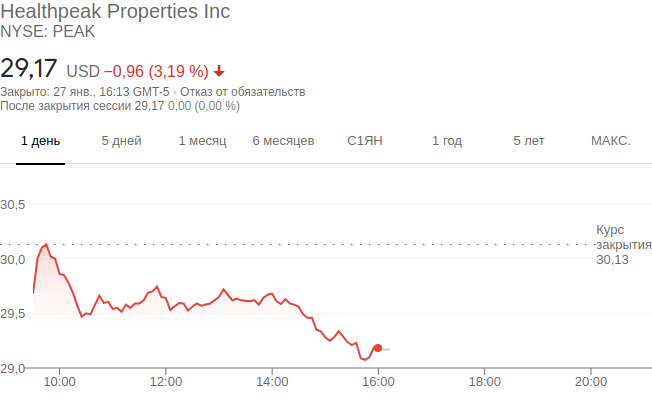 Healthpeak Properties Inc
NYSE: PEAK
29,17 USD −0,96 (3,19 %)
Закрыто: 27 янв., 16:13 GMT-5 · Отказ от обязательств
После закрытия сессии 29,17 0,00 (0,00 %)
1 день 5 дней 1 месяц 6 месяцев С1ЯН 1 год 5 лет МАКС.
30,5
Курс
закрытия
30,13
30,0
29,5
29,0
10:00 12:00 14:00 16:00 18:00 20:00